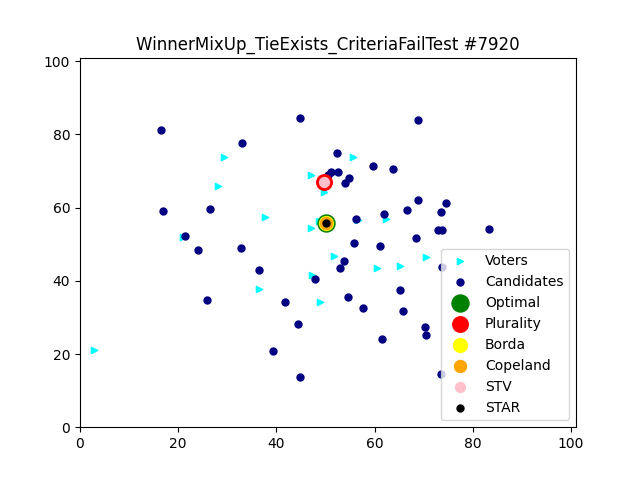 WinnerMixUp_TieExists_CriteriaFailTest #7920
100
80
60
40
20
0
0 20 40 60 80 100
Voters
Candidates
Optimal
Plurality
Borda
Copeland
STV
STAR